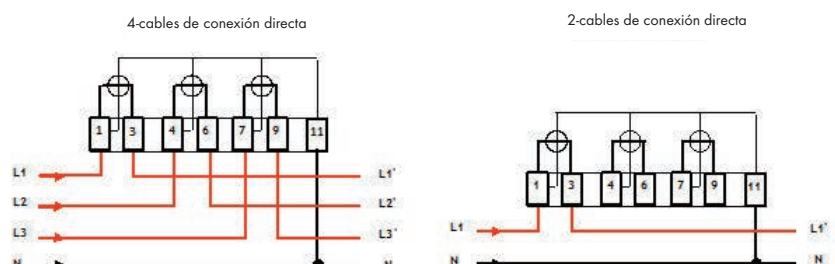 4-cables de conexión directa
1 3 4 6 7 9 11
L1 L1'
L2 L2'
L3 L3'
N N
2-cables de conexión directa
1 3 4 6 7 9 11
L1 L1'
N N